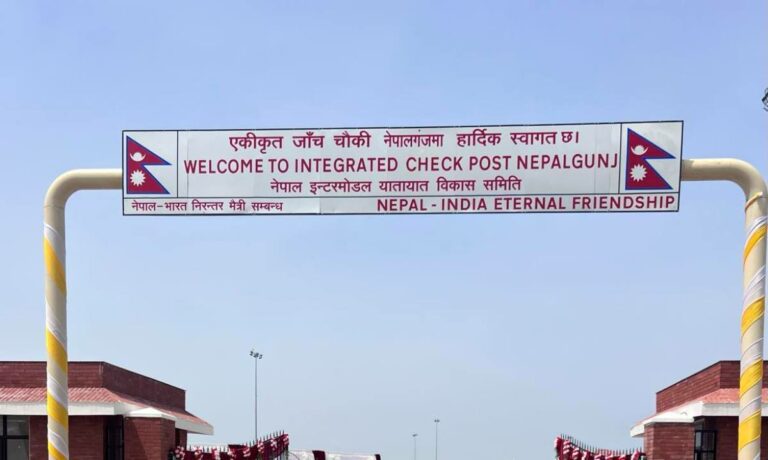 एकीकृत जाँच चौकी नेपालगंजमा हार्दिक स्वागत छ।
WELCOME TO INTEGRATED CHECK POST NEPALGUNJ
नेपाल इन्टरमोडल यातायात विकास समिति
नेपाल-भारत निरन्तर मैत्री सम्बन्ध
NEPAL - INDIA ETERNAL FRIENDSHIP